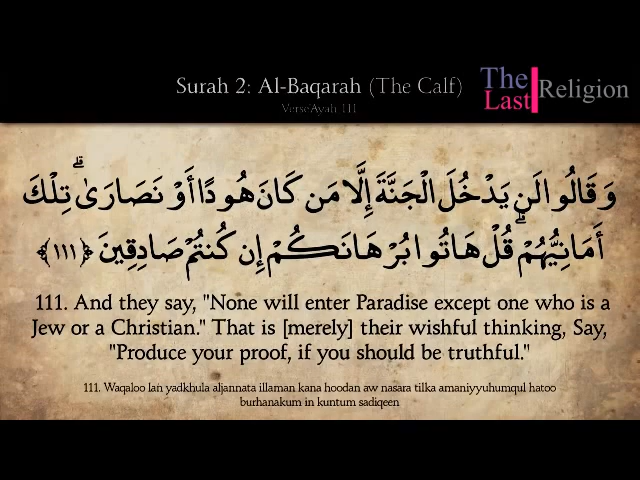 Surah 2: Al-Baqarah (The Calf)
Verse Ayah 111
The
Last Religion
وَقَالُوا لَن يَدْخُلَ الْجَنَّةَ إِلَّا مَن كَانَ هُودًا أَوْ نَصَارَىٰ ۗ تِلْكَ
أَمَانِيُّهُمْ ۗ قُلْ هَاتُوا بُرْهَانَكُمْ إِن كُنتُمْ صَادِقِينَ ﴿١١١﴾
111. And they say, "None will enter Paradise except one who is a
Jew or a Christian." That is [merely] their wishful thinking, Say,
"Produce your proof, if you should be truthful."
111. Waqaloo lan yadkhula aljannata illaman kana hoodan aw nasara tilka amaniyyuhumqul hatoo
burhanakum in kuntum sadiqeen